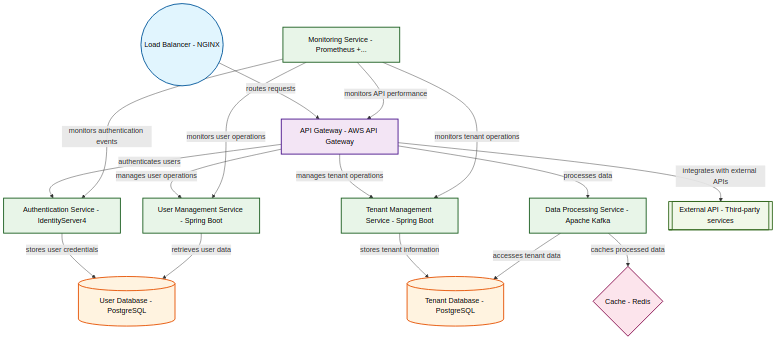 Load Balancer - NGINX
Monitoring Service -
Prometheus +...
routes requests
monitors API performance
monitors authentication
events
monitors user operations
API Gateway - AWS API
Gateway
monitors tenant operations
authenticates users
manages user operations
manages tenant operations
processes data
integrates with external
APIs
Authentication Service -
IdentityServer4
User Management Service
- Spring Boot
Tenant Management
Service - Spring Boot
Data Processing Service -
Apache Kafka
External API - Third-party
services
stores user credentials
retrieves user data
stores tenant information
accesses tenant data
caches processed data
User Database -
PostgreSQL
Tenant Database -
PostgreSQL
Cache - Redis